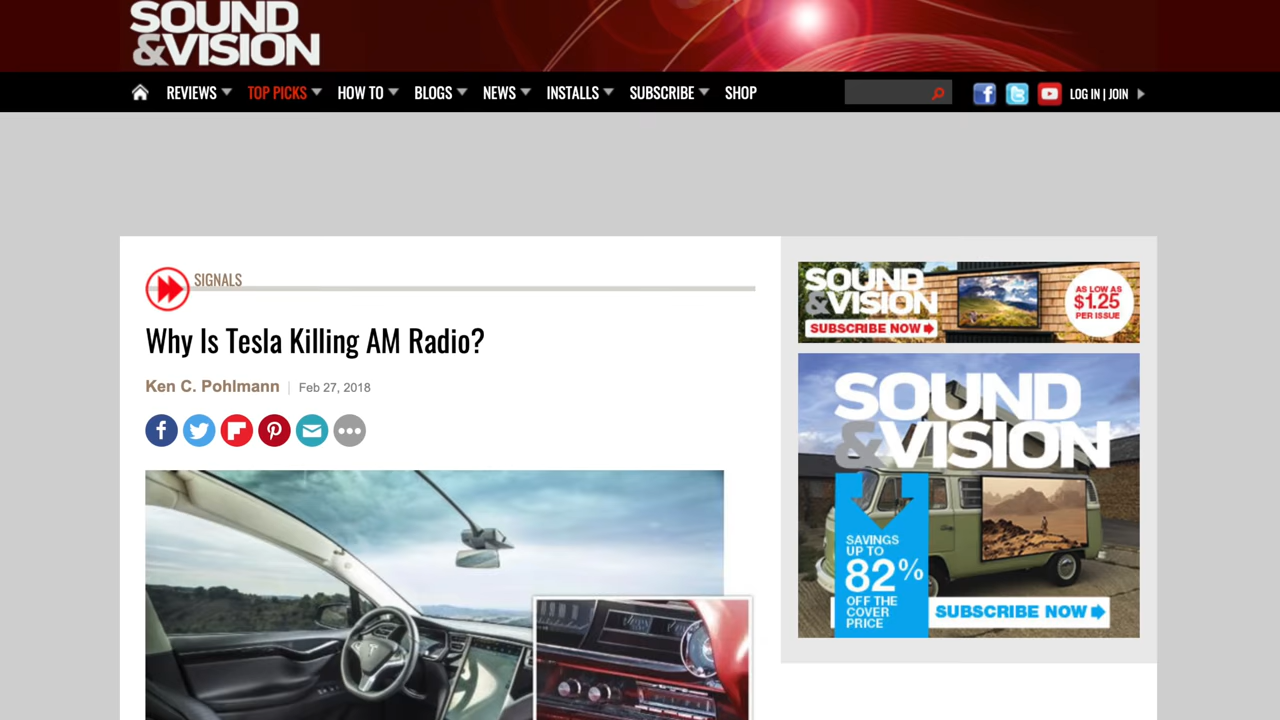 SOUND
&VISION
REVIEWS TOP PICKS HOW TO BLOGS NEWS INSTALLS SUBSCRIBE SHOP LOG IN | JOIN
SIGNALS
Why Is Tesla Killing AM Radio?
Ken C. Pohlmann | Feb 27, 2018
SOUND
&VISION
SUBSCRIBE NOW
AS LOW AS
$1.25
PER ISSUE
SOUND
&VISION
SAVINGS
UP TO
82%
OFF THE
COVER
PRICE
SUBSCRIBE NOW